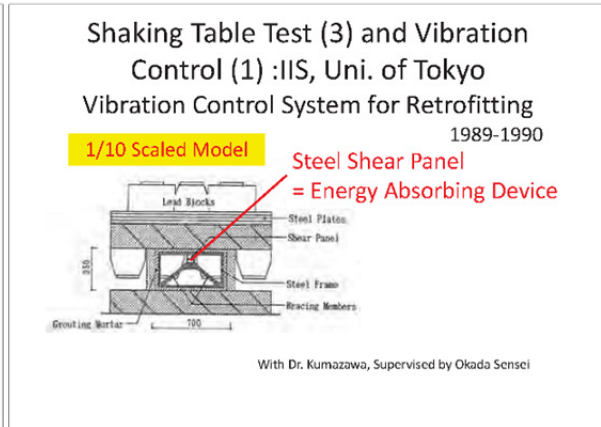 Shaking Table Test (3) and Vibration
Control (1) :IIS, Uni. of Tokyo
Vibration Control System for Retrofitting
1989-1990
1/10 Scaled Model
Steel Shear Panel
= Energy Absorbing Device
Lead Blocks
Steel Plates
Shear Panel
350
Steel Frame
Bracing Members
Grouting Mortar
700
With Dr. Kumazawa, Supervised by Okada Sensei